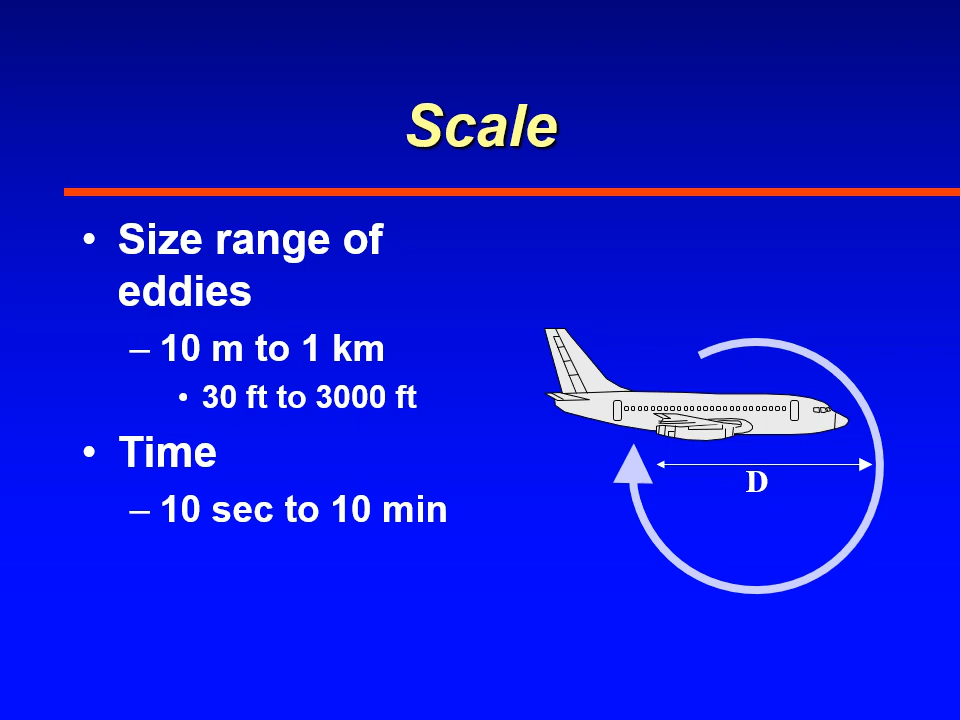 Scale
• Size range of
eddies
– 10 m to 1 km
• 30 ft to 3000 ft
• Time
– 10 sec to 10 min
D